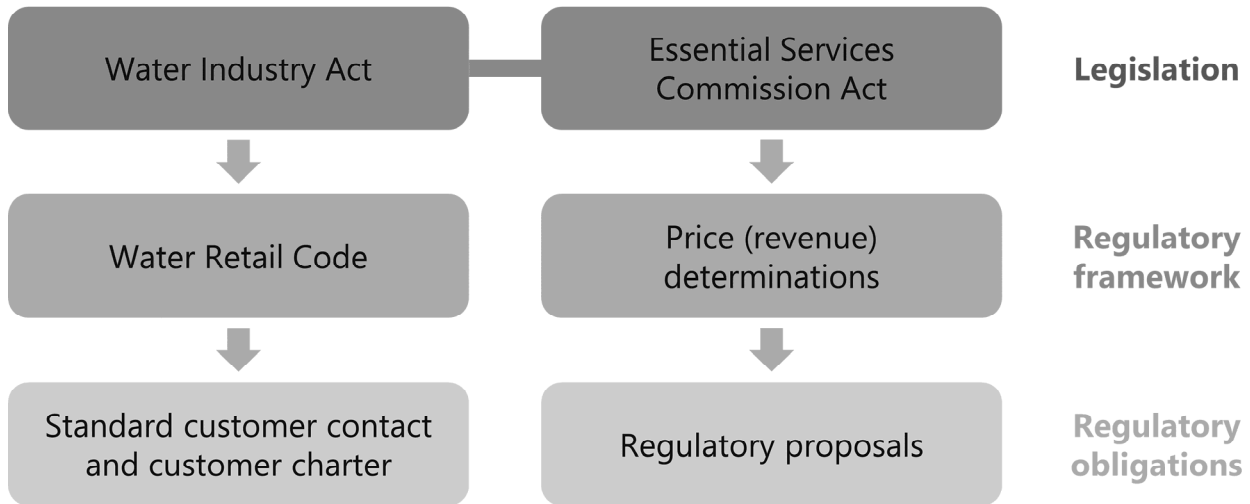 Water Industry Act
Essential Services
Commission Act
Legislation
Water Retail Code
Price (revenue)
determinations
Regulatory
framework
Standard customer contact
and customer charter
Regulatory proposals
Regulatory
obligations